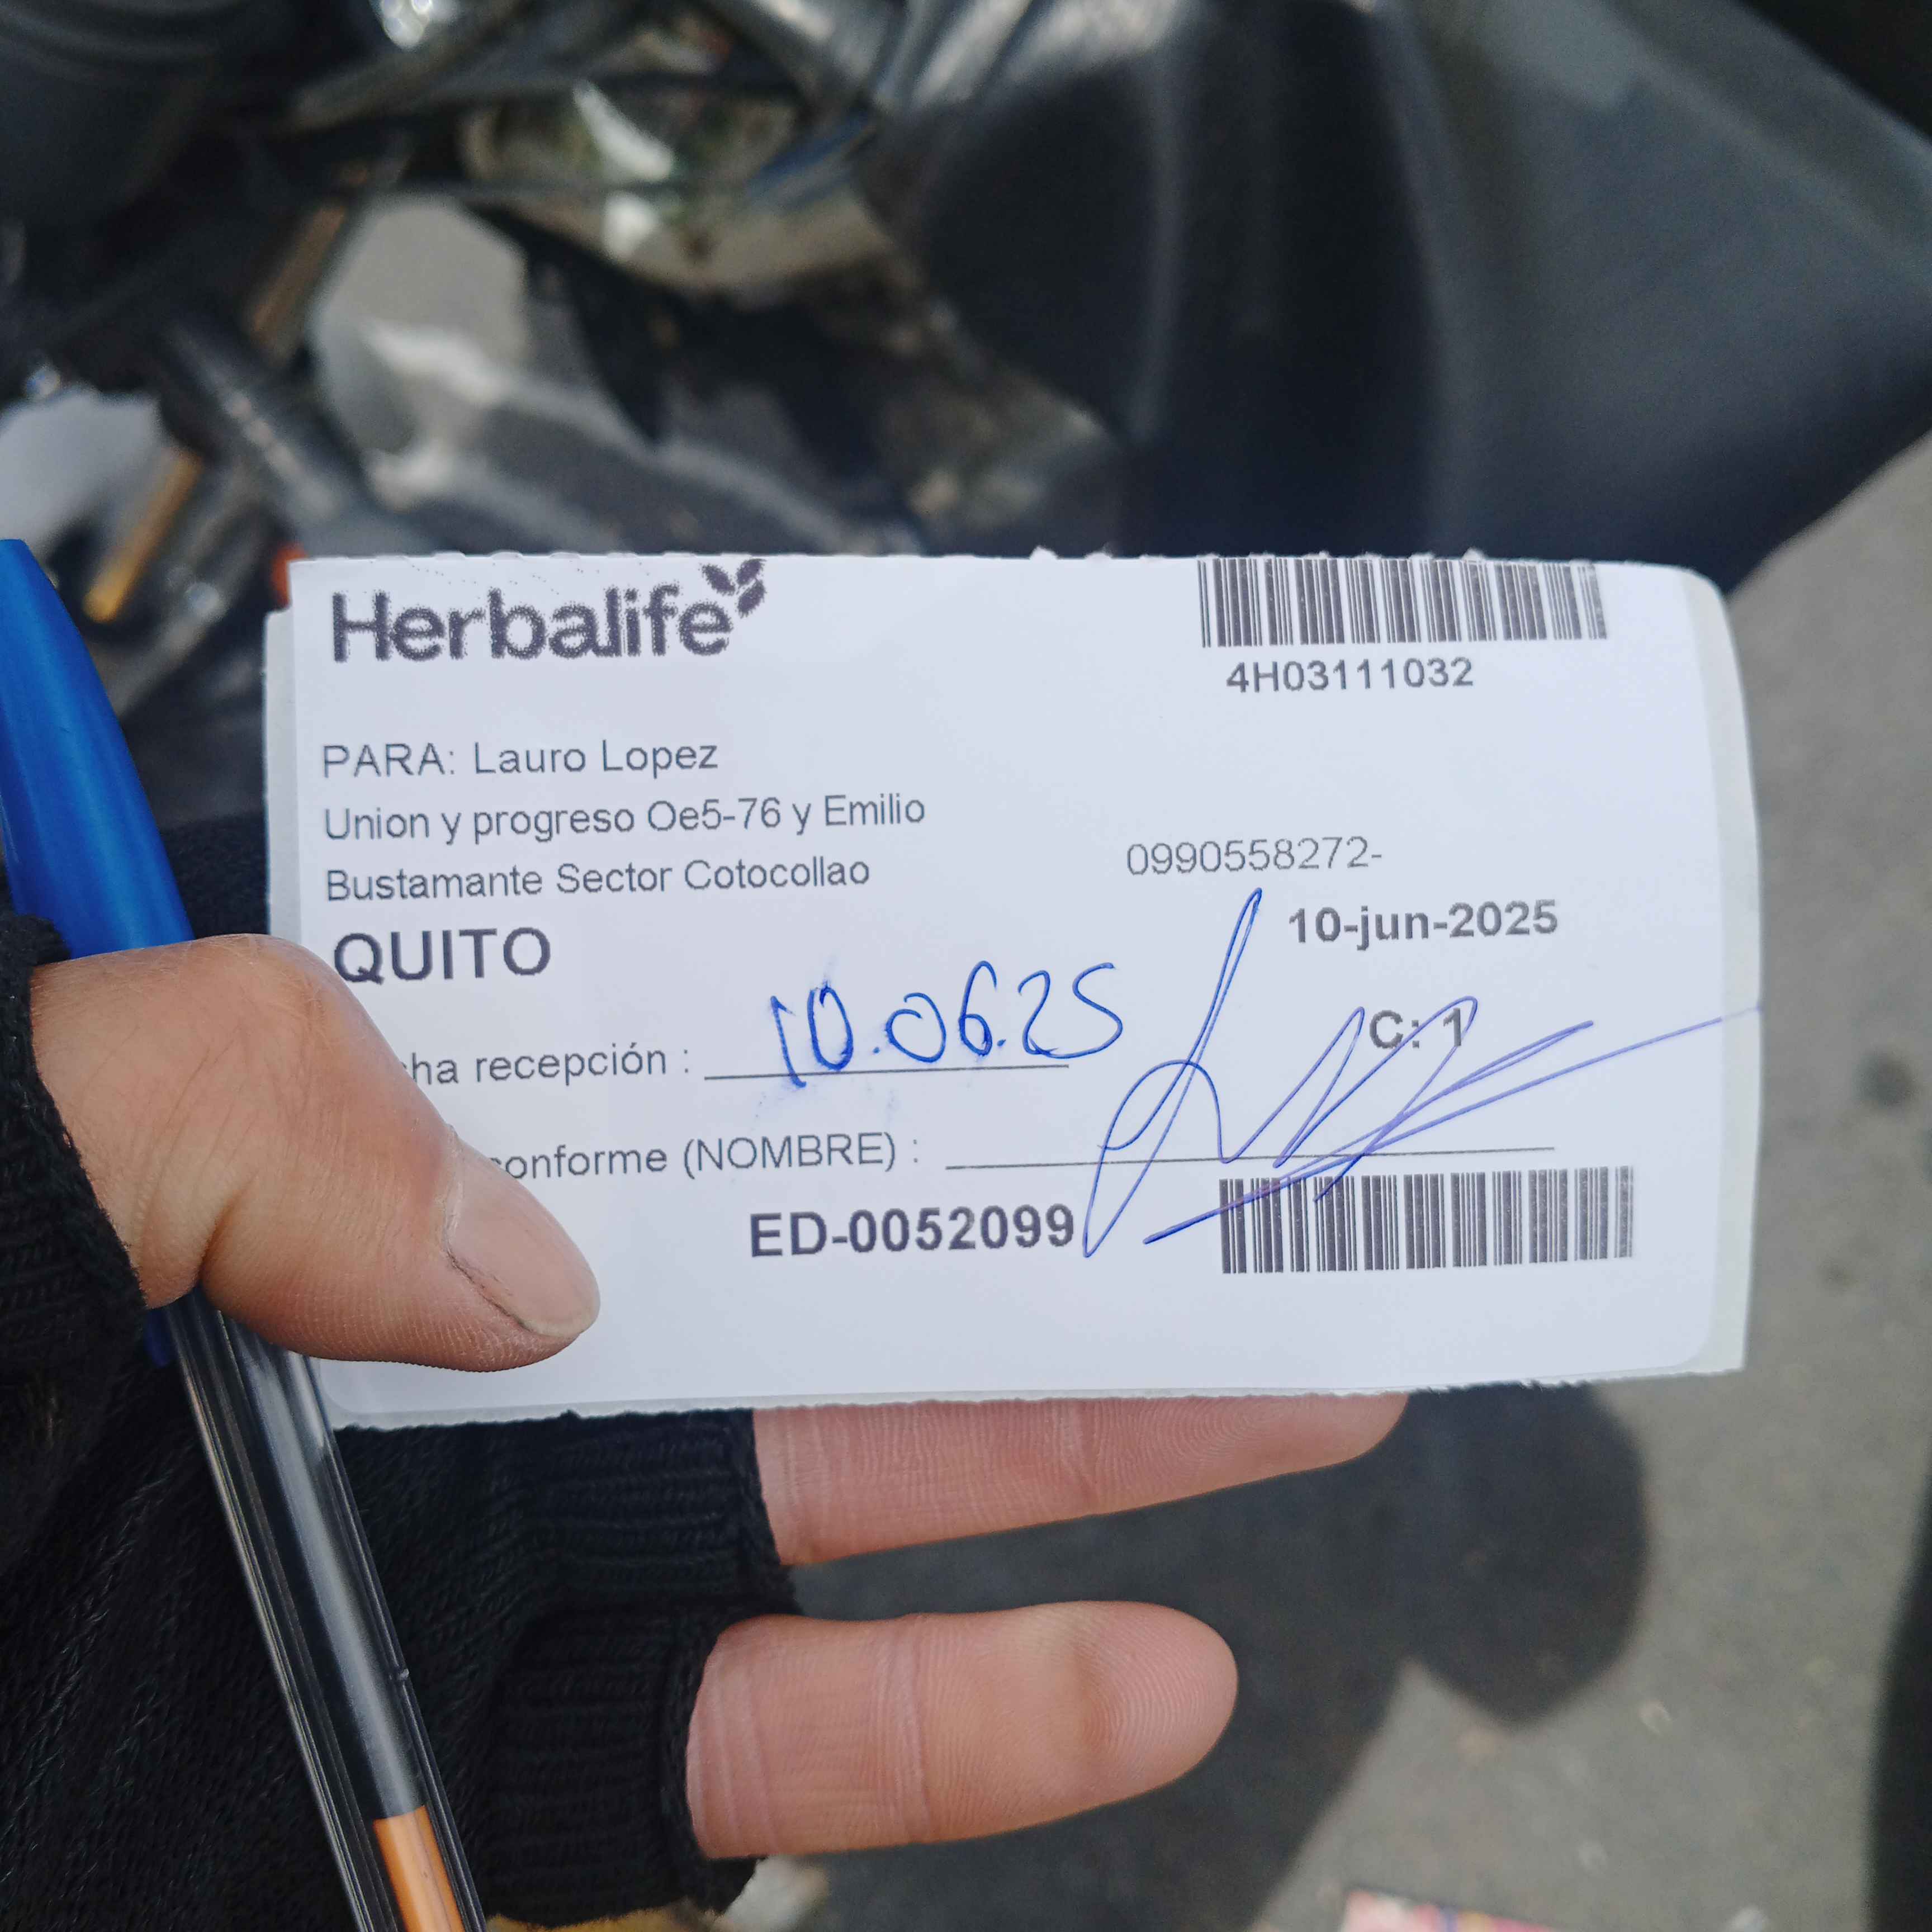 Herbalife
4H03111032
PARA: Lauro Lopez
Union y progreso Oe5-76 y Emilio
Bustamante Sector Cotocollao
0990558272-
QUITO
10-jun-2025
C: 1
ha recepción : 10.06.25
conforme (NOMBRE) :
ED-0052099